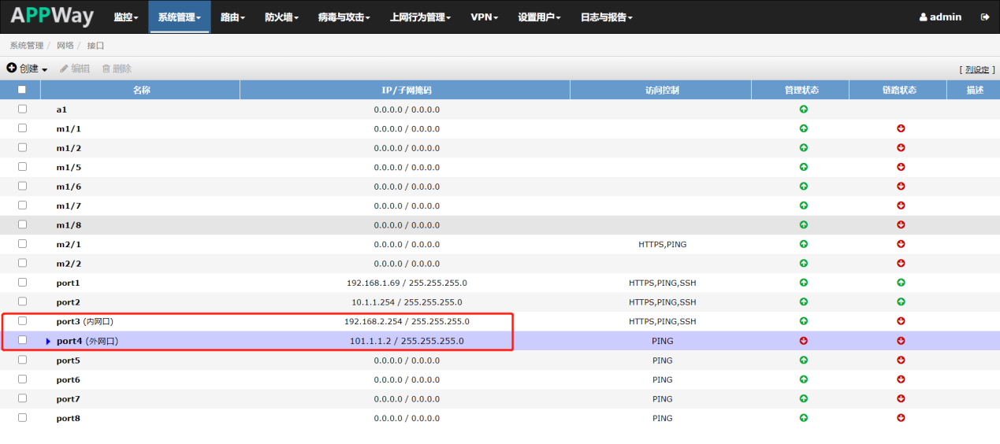 APPWay 监控 系统管理 路由 防火墙 病毒与攻击 上网行为管理 VPN 设置用户 日志与报告 admin
系统管理 / 网络 / 接口
创建 编辑 删除 [ 列设定 ]
名称 IP/子网掩码 访问控制 管理状态 链路状态 描述
a1 0.0.0.0 / 0.0.0.0
m1/1 0.0.0.0 / 0.0.0.0
m1/2 0.0.0.0 / 0.0.0.0
m1/5 0.0.0.0 / 0.0.0.0
m1/6 0.0.0.0 / 0.0.0.0
m1/7 0.0.0.0 / 0.0.0.0
m1/8 0.0.0.0 / 0.0.0.0
m2/1 0.0.0.0 / 0.0.0.0 HTTPS,PING
m2/2 0.0.0.0 / 0.0.0.0
port1 192.168.1.69 / 255.255.255.0 HTTPS,PING,SSH
port2 10.1.1.254 / 255.255.255.0 HTTPS,PING,SSH
port3 (内网口) 192.168.2.254 / 255.255.255.0 HTTPS,PING,SSH
port4 (外网口) 101.1.1.2 / 255.255.255.0 PING
port5 0.0.0.0 / 0.0.0.0 PING
port6 0.0.0.0 / 0.0.0.0 PING
port7 0.0.0.0 / 0.0.0.0 PING
port8 0.0.0.0 / 0.0.0.0 PING